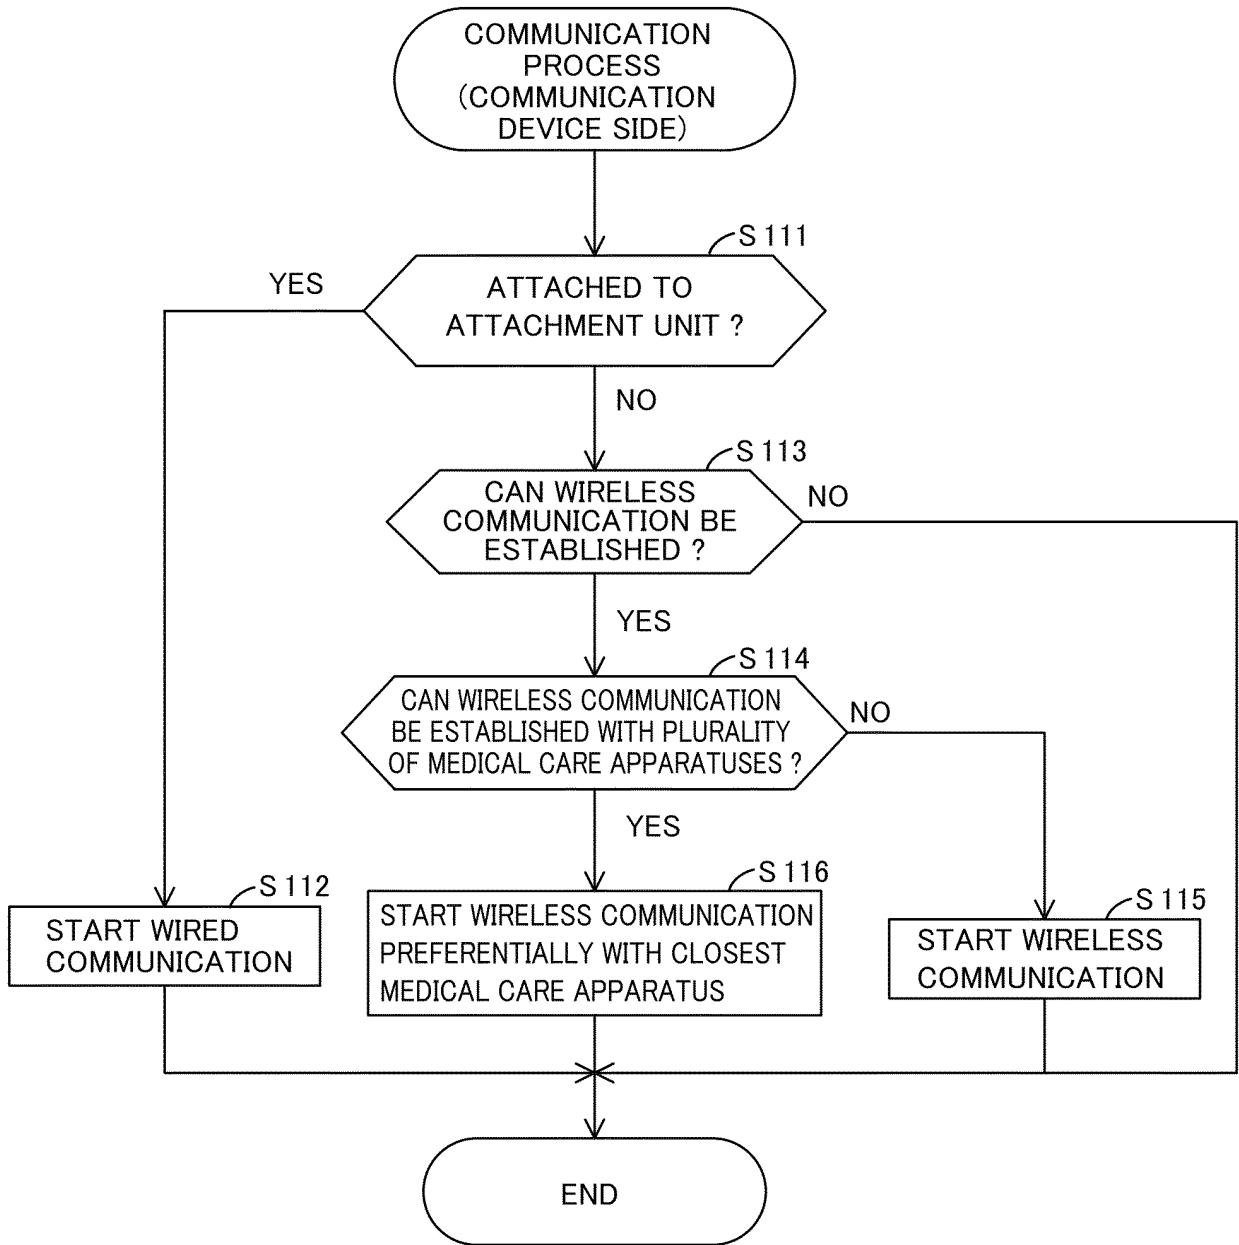 COMMUNICATION
PROCESS
(COMMUNICATION
DEVICE SIDE)
S 111
YES
ATTACHED TO
ATTACHMENT UNIT ?
NO
S 113
CAN WIRELESS
COMMUNICATION BE
ESTABLISHED ?
NO
YES
S 114
CAN WIRELESS COMMUNICATION
BE ESTABLISHED WITH PLURALITY
OF MEDICAL CARE APPARATUSES ?
NO
YES
S 112
START WIRED
COMMUNICATION
S 116
START WIRELESS COMMUNICATION
PREFERENTIALLY WITH CLOSEST
MEDICAL CARE APPARATUS
S 115
START WIRELESS
COMMUNICATION
END